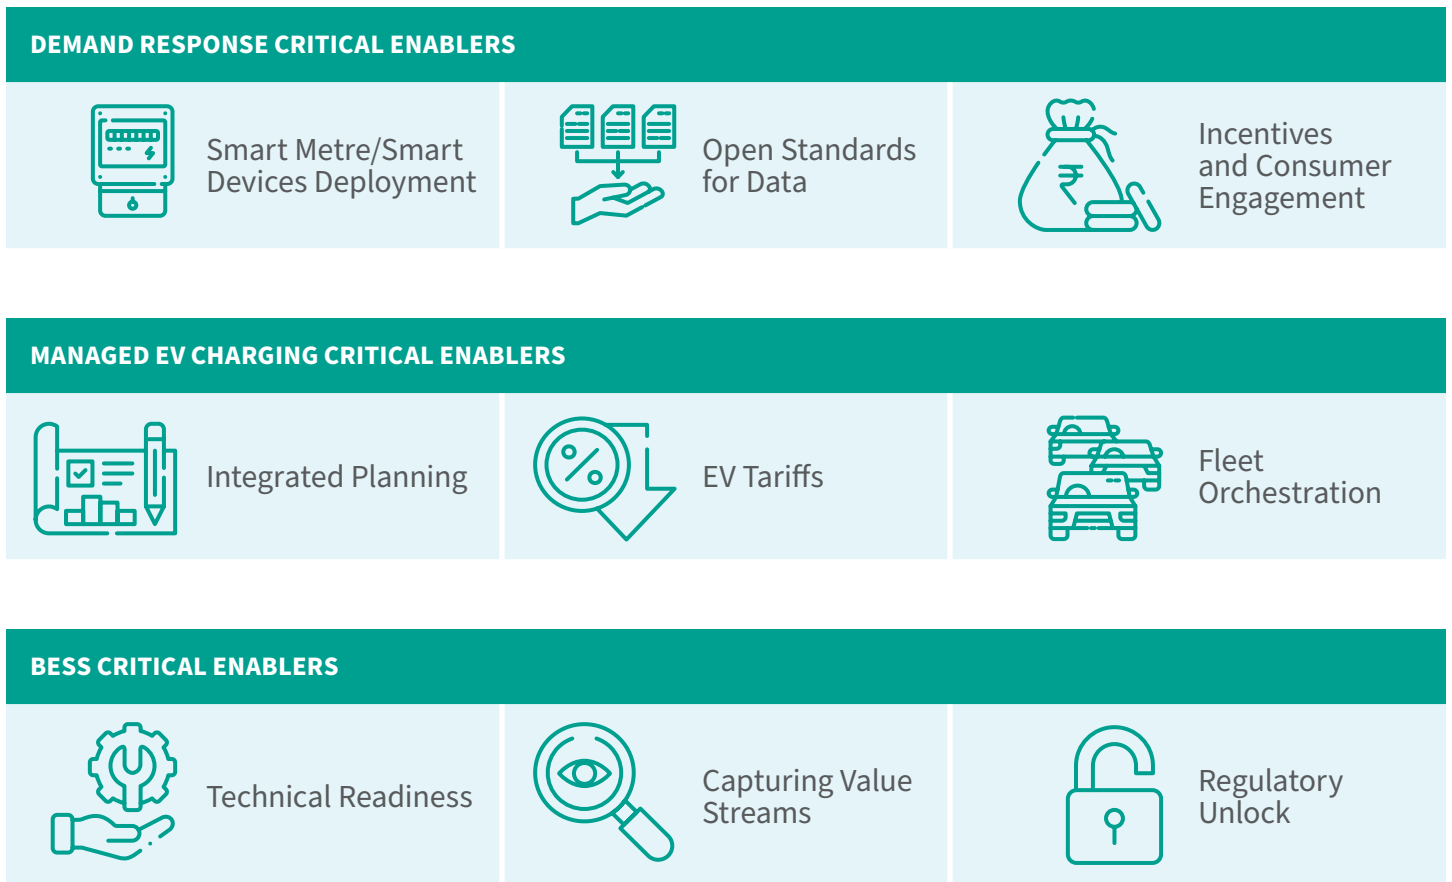 DEMAND RESPONSE CRITICAL ENABLERS
Smart Metre/Smart
Devices Deployment
Open Standards
for Data
Incentives
and Consumer
Engagement
MANAGED EV CHARGING CRITICAL ENABLERS
Integrated Planning
EV Tariffs
Fleet
Orchestration
BESS CRITICAL ENABLERS
Technical Readiness
Capturing Value
Streams
Regulatory
Unlock